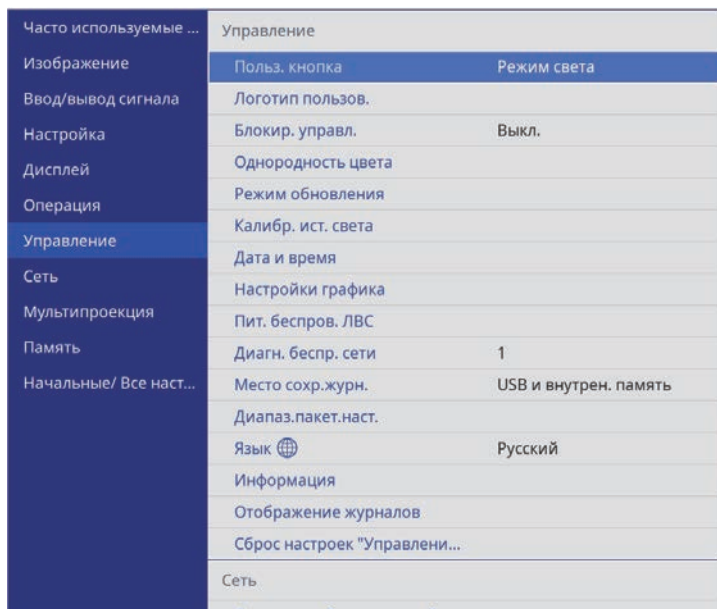 Часто используемые ...
Изображение
Ввод/вывод сигнала
Настройка
Дисплей
Операция
Управление
Сеть
Мультипроекция
Память
Начальные/ Все наст...
Управление
Польз. кнопка Режим света
Логотип пользов.
Блокир. управл. Выкл.
Однородность цвета
Режим обновления
Калибр. ист. света
Дата и время
Настройки графика
Пит. беспров. ЛВС
Диагн. беспр. сети 1
Место сохр.журн. USB и внутрен. память
Диапаз.пакет.наст.
Язык Русский
Информация
Отображение журналов
Сброс настроек "Управлени...
Сеть